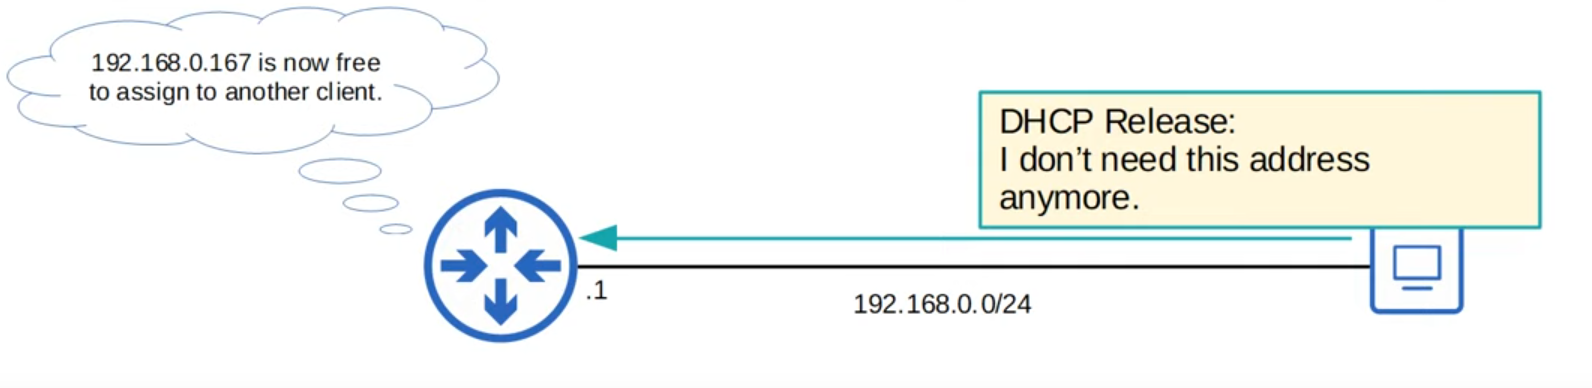 192.168.0.167 is now free
to assign to another client.
DHCP Release:
I don’t need this address
anymore.
.1
192.168.0.0/24